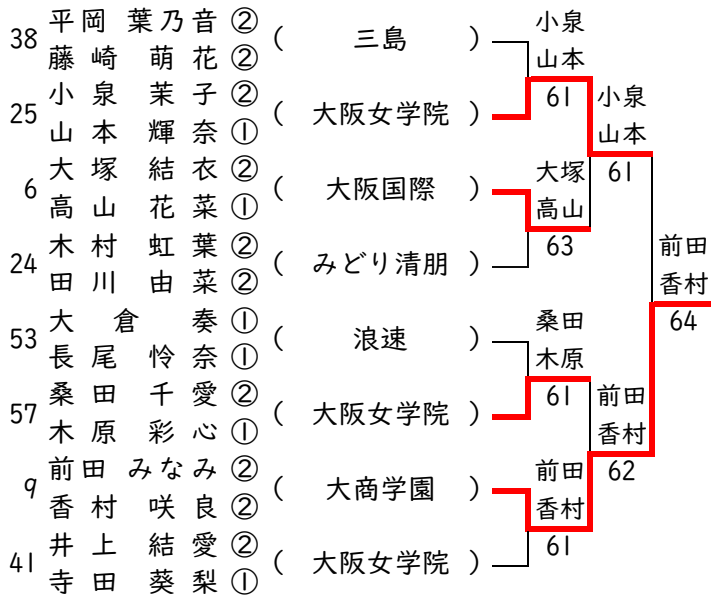 平岡 葉乃音 ②
38 ( 三島 )
藤崎 萌花 ②
小泉 茉子 ②
25 ( 大阪女学院 )
山本 輝奈 ①
大塚 結衣 ②
6 ( 大阪国際 )
高山 花菜 ①
木村 虹葉 ②
24 ( みどり清朋 )
田川 由菜 ②
大倉 奏 ①
53 ( 浪速 )
長尾 怜奈 ①
桑田 千愛 ②
57 ( 大阪女学院 )
木原 彩心 ①
前田 みなみ ②
9 ( 大商学園 )
香村 咲良 ②
井上 結愛 ②
41 ( 大阪女学院 )
寺田 葵梨 ①
小泉
山本
61
大塚
高山
63
桑田
木原
61
前田
香村
61
小泉
山本
61
前田
香村
62
前田
香村
64